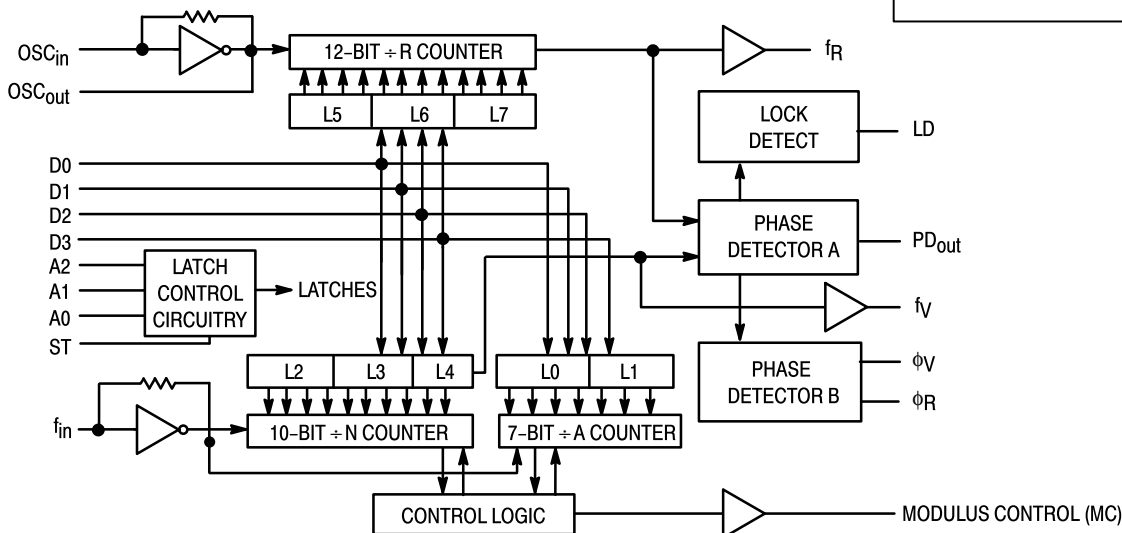 OSCin
12–BIT ÷ R COUNTER
fR
OSCout
L5 L6 L7
LOCK
DETECT
LD
D0
D1
D2
D3
PHASE
DETECTOR A
PDout
A2
A1
A0
ST
LATCH
CONTROL
CIRCUITRY
LATCHES
fV
L2 L3 L4
L0 L1
PHASE
DETECTOR B
ϕV
ϕR
fin
10–BIT ÷ N COUNTER
7–BIT ÷ A COUNTER
CONTROL LOGIC
MODULUS CONTROL (MC)